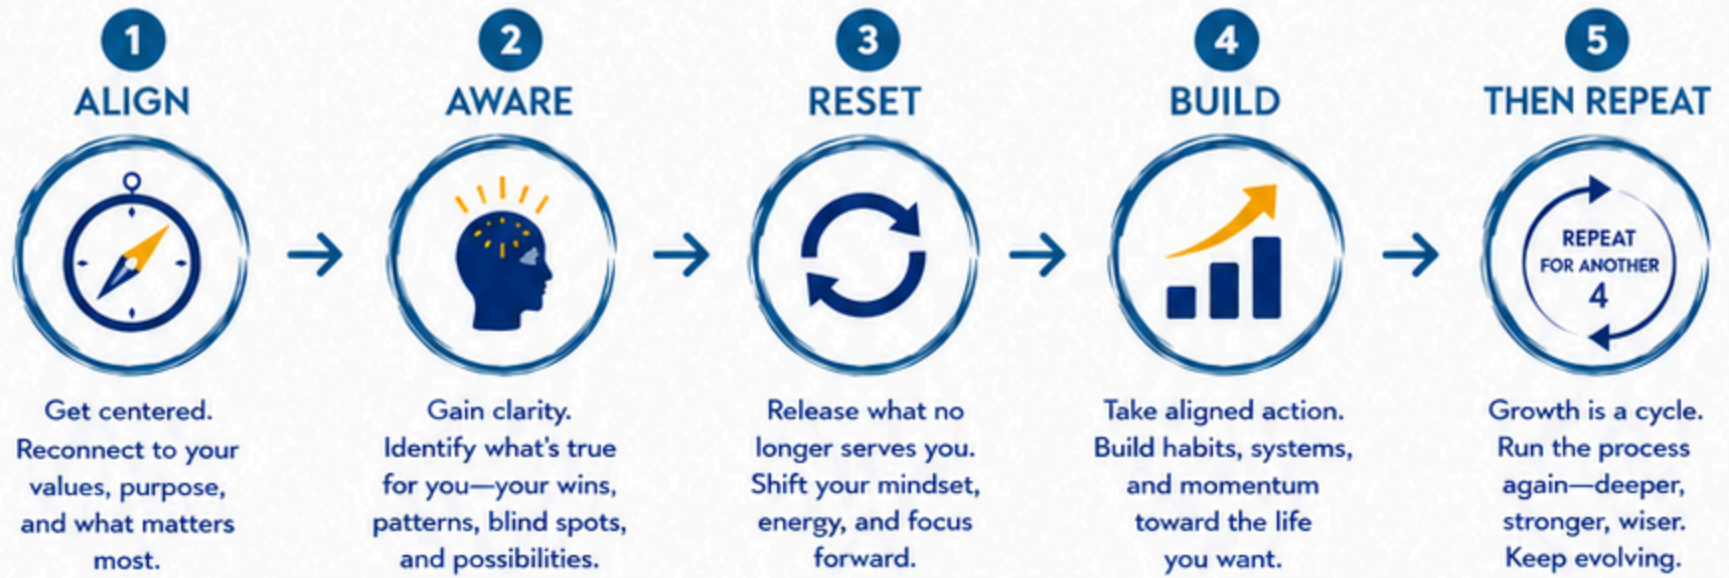 1
ALIGN
Get centered.
Reconnect to your
values, purpose,
and what matters
most.
2
AWARE
Gain clarity.
Identify what's true
for you—your wins,
patterns, blind spots,
and possibilities.
3
RESET
Release what no
longer serves you.
Shift your mindset,
energy, and focus
forward.
4
BUILD
Take aligned action.
Build habits, systems,
and momentum
toward the life
you want.
5
THEN REPEAT
REPEAT
FOR ANOTHER
4
Growth is a cycle.
Run the process
again—deeper,
stronger, wiser.
Keep evolving.